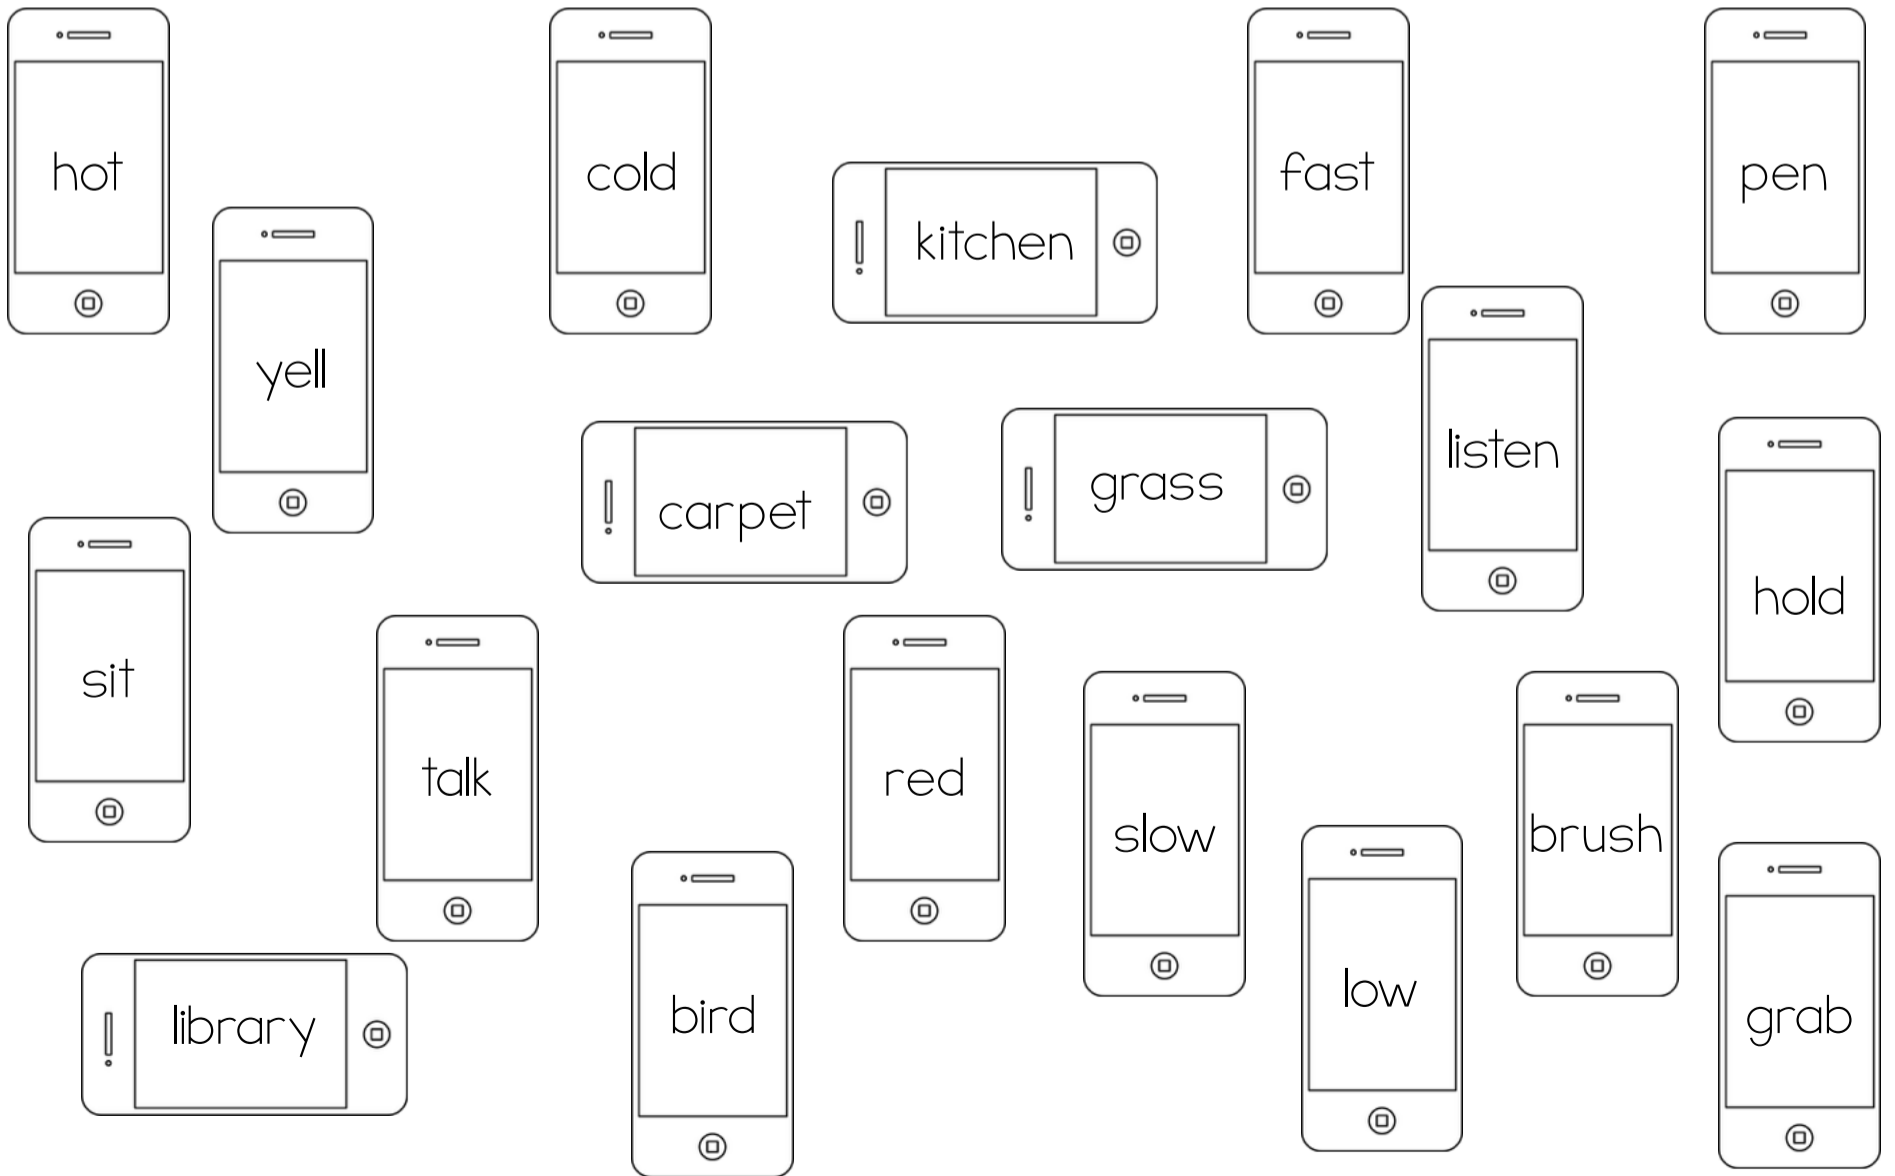 hot
cold
fast
pen
kitchen
yell
listen
grass
carpet
hold
sit
talk
red
slow
brush
low
grab
bird
library